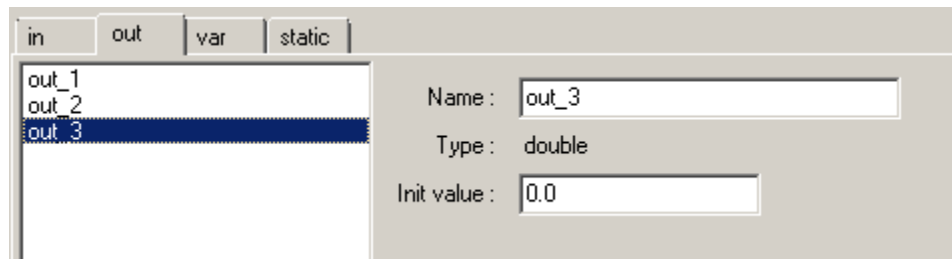 in out var static
out_1
out_2
out_3
Name : out_3
Type : double
Init value : 0.0